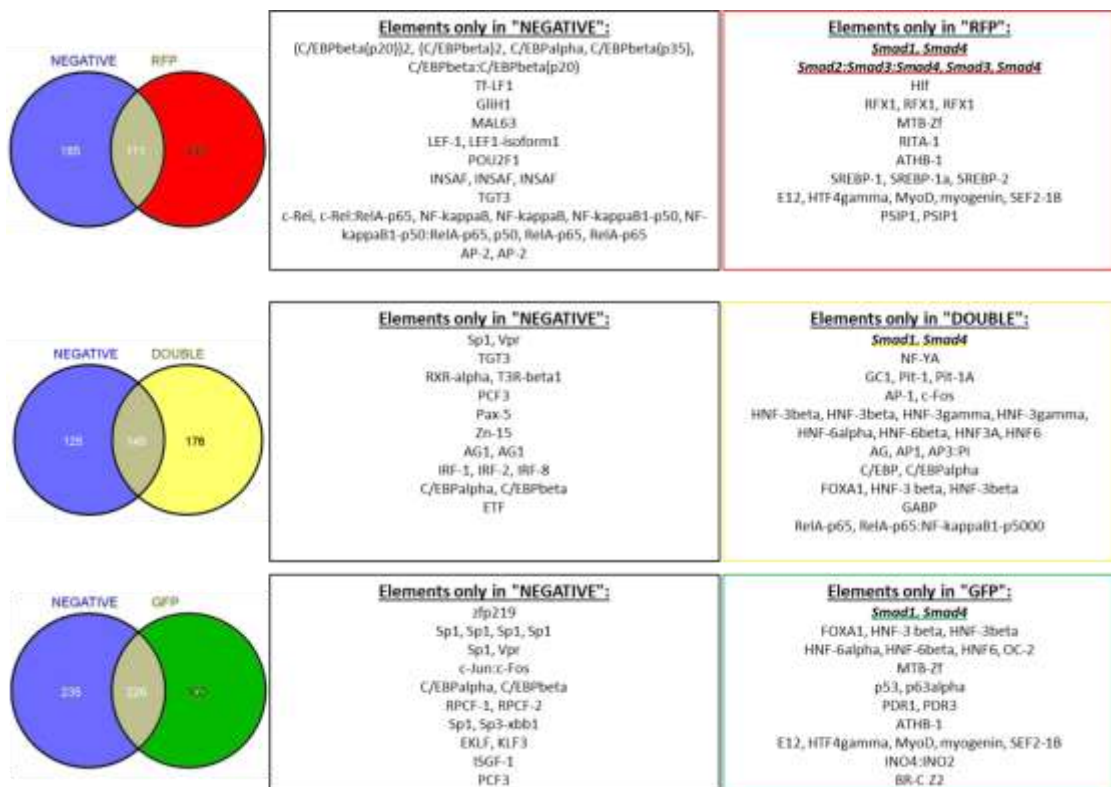 NEGATIVE RFP
185 111
Elements only in "NEGATIVE":
(C/EBPbeta(p20))2, (C/EBPbeta)2, C/EBPalpha, C/EBPbeta(p35),
C/EBPbeta:C/EBPbeta(p20)
Tf-LF1
GliH1
MAL63
LEF-1, LEF1-isoform1
POU2F1
INSAF, INSAF, INSAF
TGT3
c-Rel, c-Rel:RelA-p65, NF-kappaB, NF-kappaB, NF-kappaB1-p50, NF-
kappaB1-p50:RelA-p65, p50, RelA-p65, RelA-p65
AP-2, AP-2
Elements only in "RFP":
Smad1, Smad4
Smad2:Smad3:Smad4, Smad3, Smad4
Hlf
RFX1, RFX1, RFX1
MTB-Zf
RITA-1
ATHB-1
SREBP-1, SREBP-1a, SREBP-2
E12, HTF4gamma, MyoD, myogenin, SEF2-1B
PSIP1, PSIP1
NEGATIVE DOUBLE
176
Elements only in "NEGATIVE":
Sp1, Vpr
TGT3
RXR-alpha, T3R-beta1
PCF3
Pax-5
Zn-15
AG1, AG1
IRF-1, IRF-2, IRF-8
C/EBPalpha, C/EBPbeta
ETF
Elements only in "DOUBLE":
Smad1, Smad4
NF-YA
GC1, Pit-1, Pit-1A
AP-1, c-Fos
HNF-3beta, HNF-3beta, HNF-3gamma, HNF-3gamma,
HNF-6alpha, HNF-6beta, HNF3A, HNF6
AG, AP1, AP3:PI
C/EBP, C/EBPalpha
FOXA1, HNF-3 beta, HNF-3beta
GABP
RelA-p65, RelA-p65:NF-kappaB1-p5000
NEGATIVE GFP
226
Elements only in "NEGATIVE":
zfp219
Sp1, Sp1, Sp1, Sp1
Sp1, Vpr
c-Jun:c-Fos
C/EBPalpha, C/EBPbeta
RPCF-1, RPCF-2
Sp1, Sp3-xbb1
EKLF, KLF3
ISGF-1
PCF3
Elements only in "GFP":
Smad1, Smad4
FOXA1, HNF-3 beta, HNF-3beta
HNF-6alpha, HNF-6beta, HNF6, OC-2
MTB-Zf
p53, p63alpha
PDR1, PDR3
ATHB-1
E12, HTF4gamma, MyoD, myogenin, SEF2-1B
INO4:INO2
BR-C Z2